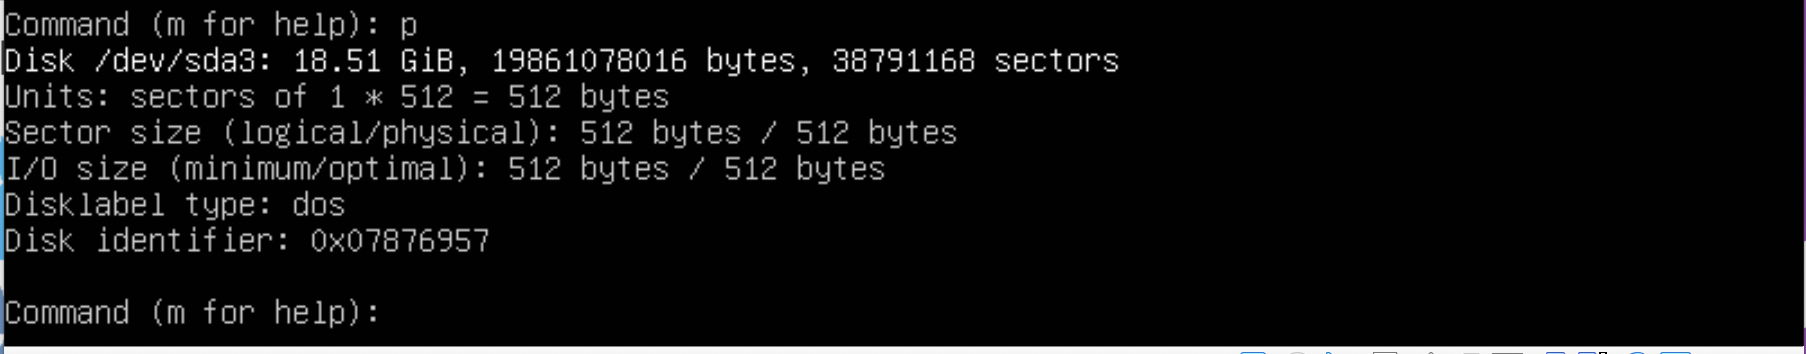 Command (m for help): p
Disk /dev/sda3: 18.51 GiB, 19861078016 bytes, 38791168 sectors
Units: sectors of 1 * 512 = 512 bytes
Sector size (logical/physical): 512 bytes / 512 bytes
I/O size (minimum/optimal): 512 bytes / 512 bytes
Disklabel type: dos
Disk identifier: 0x07876957
Command (m for help):